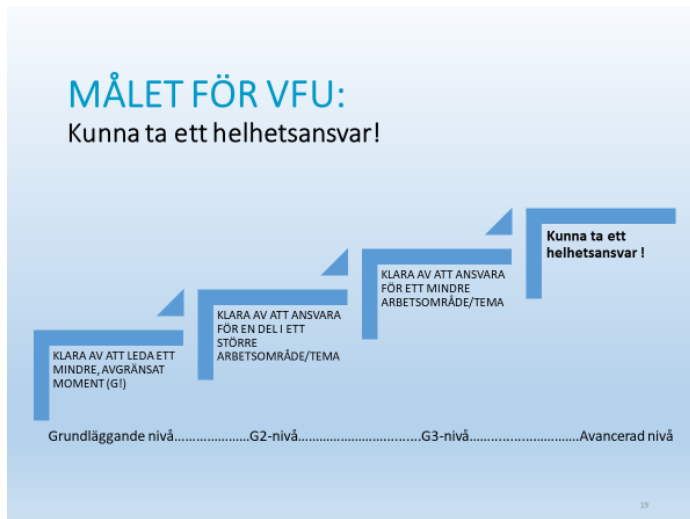 MÅLET FÖR VFU:
Kunna ta ett helhetsansvar!
KLARA AV ATT LEDA ETT
MINDRE, AVGRÄNSAT
MOMENT (G!)
KLARA AV ATT ANSVARA
FÖR EN DEL I ETT
STÖRRE
ARBETSOMRÅDE/TEMA
KLARA AV ATT ANSVARA
FÖR ETT MINDRE
ARBETSOMRÅDE/TEMA
Kunna ta ett
helhetsansvar !
Grundläggande nivå.....................G2-nivå..................................G3-nivå...............................Avancerad nivå
19